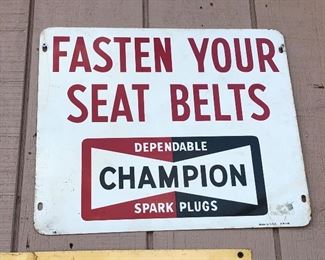 FASTEN YOUR
SEAT BELTS
DEPENDABLE
CHAMPION
SPARK PLUGS